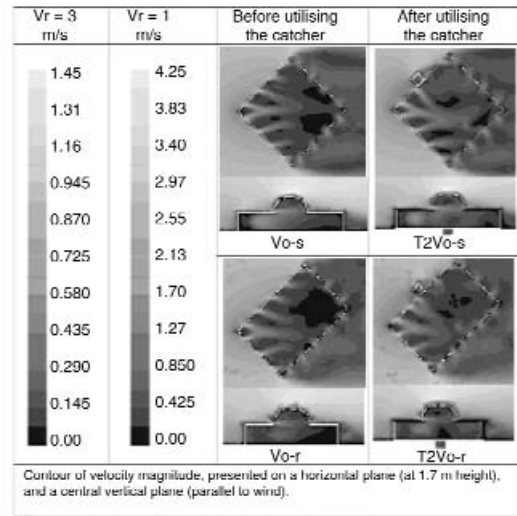 Vr = 3
m/s
Vr = 1
m/s
Before utilising
the catcher
After utilising
the catcher
1.45
1.31
1.16
0.945
0.870
0.725
0.580
0.435
0.290
0.145
0.00
4.25
3.83
3.40
2.97
2.55
2.13
1.70
1.27
0.850
0.425
0.00
Vo-s
T2Vo-s
Vo-r
T2Vo-r
Contour of velocity magnitude, presented on a horizontal plane (at 1.7 m height),
and a central vertical plane (parallel to wind).